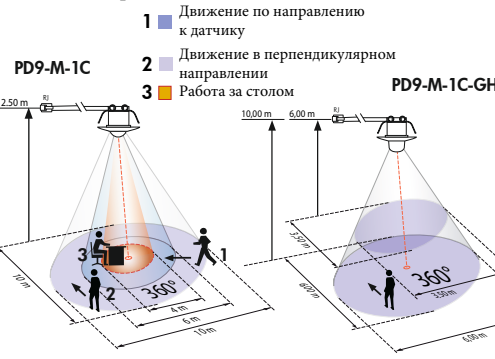 1 Движение по направлению
к датчику
2 Движение в перпендикулярном
направлении
3 Работа за столом
PD9-M-1C
PD9-M-1C-GH
2.50 m
RJ
10,00 m
6,00 m
RJ
3
1
2
360°
4 m
6 m
10 m
10 m
3,50 m
6,00 m
360°
3,50 m
6,00 m